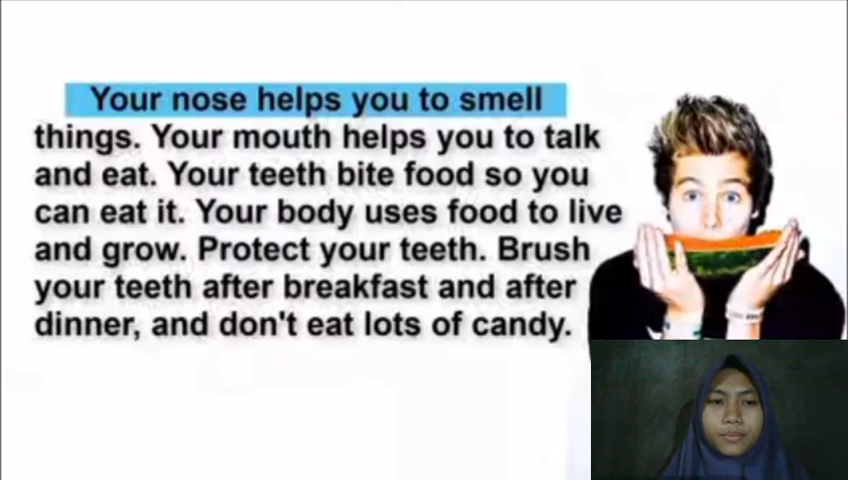 Your nose helps you to smell
things. Your mouth helps you to talk
and eat. Your teeth bite food so you
can eat it. Your body uses food to live
and grow. Protect your teeth. Brush
your teeth after breakfast and after
dinner, and don't eat lots of candy.